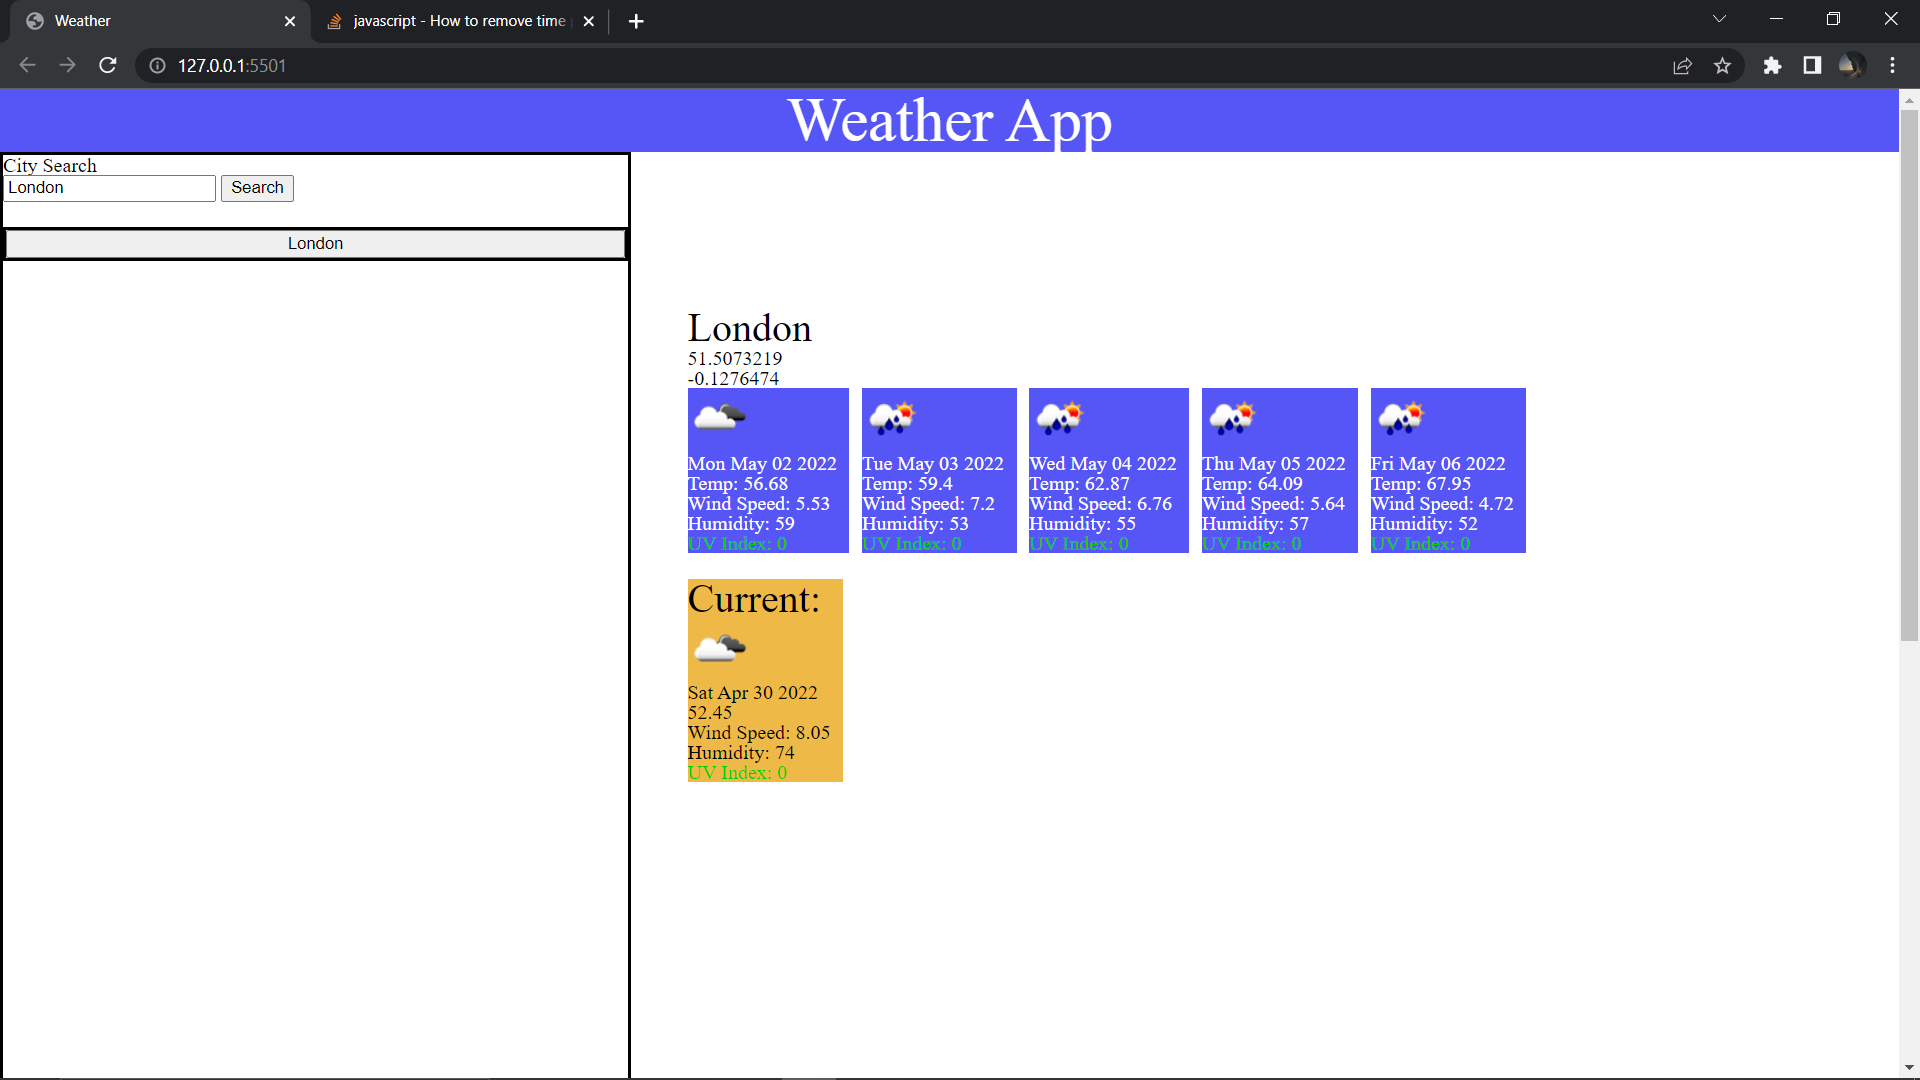 Weather
javascript - How to remove time
127.0.0.1:5501
Weather App
City Search
London
Search
London
London
51.5073219
-0.1276474
Mon May 02 2022
Temp: 56.68
Wind Speed: 5.53
Humidity: 59
UV Index: 0
Tue May 03 2022
Temp: 59.4
Wind Speed: 7.2
Humidity: 53
UV Index: 0
Wed May 04 2022
Temp: 62.87
Wind Speed: 6.76
Humidity: 55
UV Index: 0
Thu May 05 2022
Temp: 64.09
Wind Speed: 5.64
Humidity: 57
UV Index: 0
Fri May 06 2022
Temp: 67.95
Wind Speed: 4.72
Humidity: 52
UV Index: 0
Current:
Sat Apr 30 2022
52.45
Wind Speed: 8.05
Humidity: 74
UV Index: 0